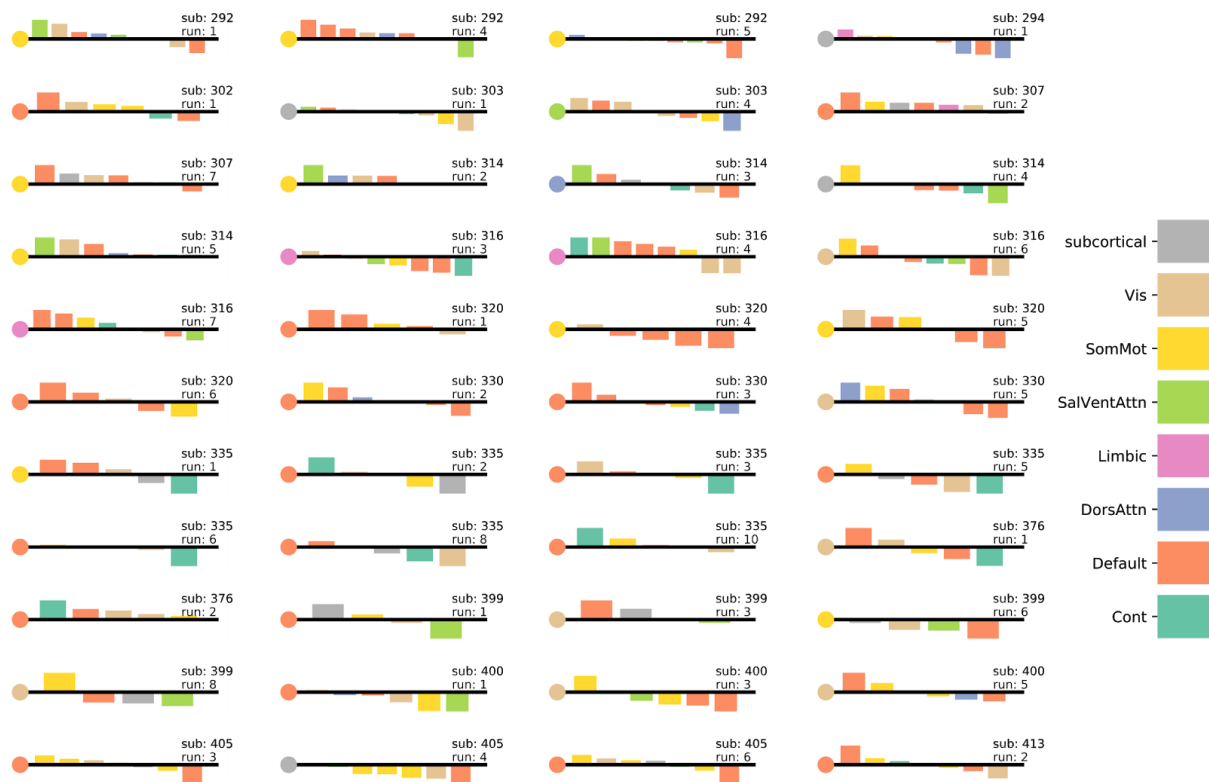 sub: 292
run: 1
sub: 292
run: 4
sub: 292
run: 5
sub: 294
run: 1
sub: 302
run: 1
sub: 303
run: 1
sub: 303
run: 4
sub: 307
run: 2
sub: 307
run: 7
sub: 314
run: 2
sub: 314
run: 3
sub: 314
run: 4
sub: 314
run: 5
sub: 316
run: 3
sub: 316
run: 4
sub: 316
run: 6
sub: 316
run: 7
sub: 320
run: 1
sub: 320
run: 4
sub: 320
run: 5
sub: 320
run: 6
sub: 330
run: 2
sub: 330
run: 3
sub: 330
run: 5
sub: 335
run: 1
sub: 335
run: 2
sub: 335
run: 3
sub: 335
run: 5
sub: 335
run: 6
sub: 335
run: 8
sub: 335
run: 10
sub: 376
run: 1
sub: 376
run: 2
sub: 399
run: 1
sub: 399
run: 3
sub: 399
run: 6
sub: 399
run: 8
sub: 400
run: 1
sub: 400
run: 3
sub: 400
run: 5
sub: 405
run: 3
sub: 405
run: 4
sub: 405
run: 6
sub: 413
run: 2
subcortical
Vis
SomMot
SalVentAttn
Limbic
DorsAttn
Default
Cont